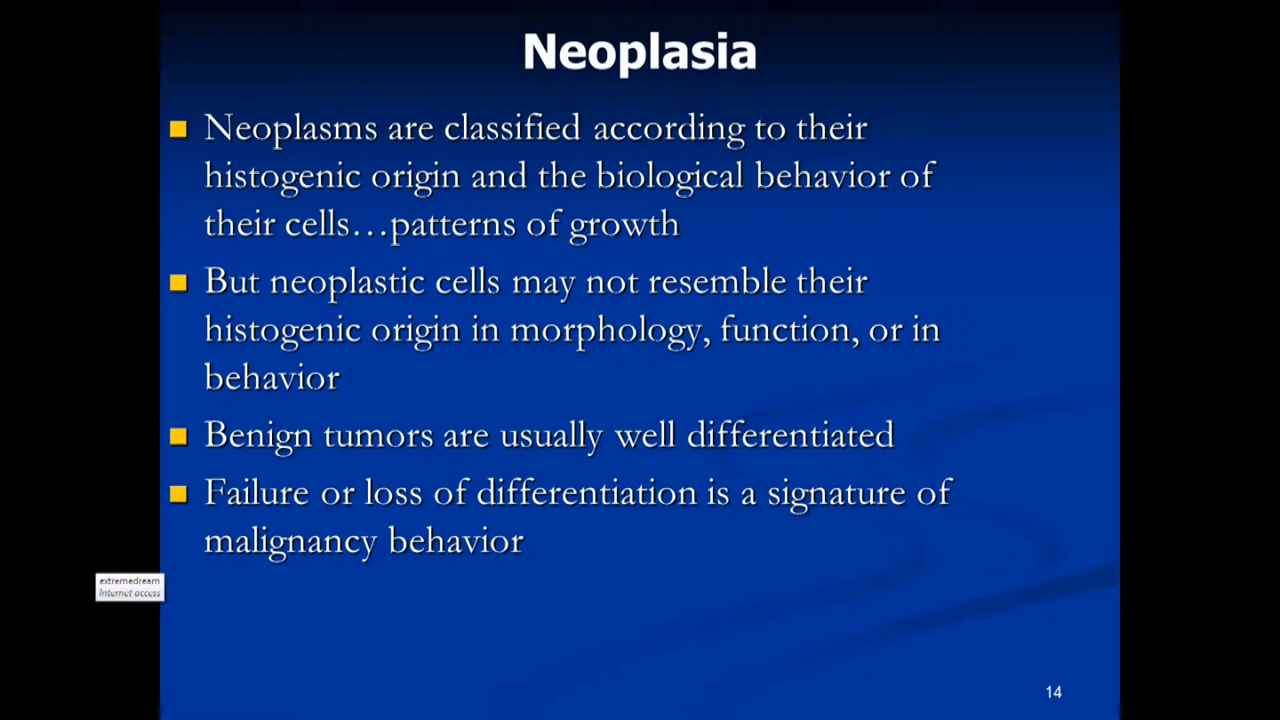 Neoplasia
Neoplasms are classified according to their
histogenic origin and the biological behavior of
their cells…patterns of growth
But neoplastic cells may not resemble their
histogenic origin in morphology, function, or in
behavior
Benign tumors are usually well differentiated
Failure or loss of differentiation is a signature of
malignancy behavior
extremedream
Internet access
14